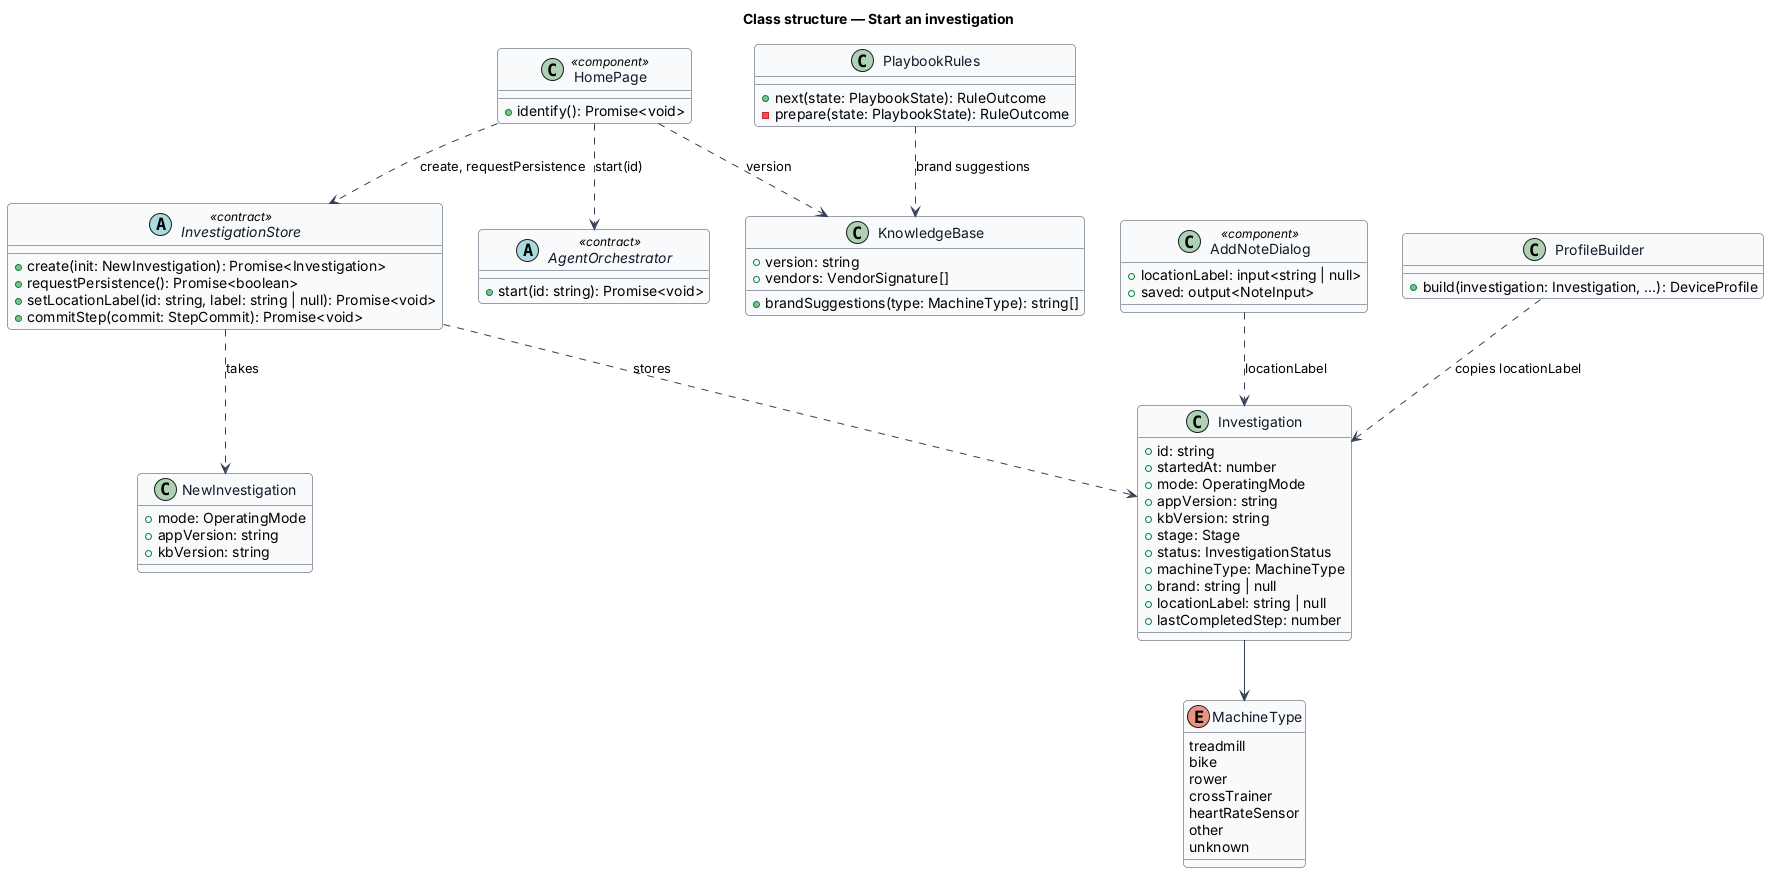 Class structure — Start an investigation
C «component» HomePage
identify(): Promise<void>
C PlaybookRules
next(state: PlaybookState): RuleOutcome
prepare(state: PlaybookState): RuleOutcome
create, requestPersistence
start(id)
version
brand suggestions
A «contract» InvestigationStore
create(init: NewInvestigation): Promise<Investigation>
requestPersistence(): Promise<boolean>
setLocationLabel(id: string, label: string | null): Promise<void>
commitStep(commit: StepCommit): Promise<void>
A «contract» AgentOrchestrator
start(id: string): Promise<void>
C KnowledgeBase
version: string
vendors: VendorSignature[]
brandSuggestions(type: MachineType): string[]
C «component» AddNoteDialog
locationLabel: input<string | null>
saved: output<NoteInput>
C ProfileBuilder
build(investigation: Investigation, ...): DeviceProfile
takes
stores
locationLabel
copies locationLabel
C NewInvestigation
mode: OperatingMode
appVersion: string
kbVersion: string
C Investigation
id: string
startedAt: number
mode: OperatingMode
appVersion: string
kbVersion: string
stage: Stage
status: InvestigationStatus
machineType: MachineType
brand: string | null
locationLabel: string | null
lastCompletedStep: number
E MachineType
treadmill
bike
rower
crossTrainer
heartRateSensor
other
unknown